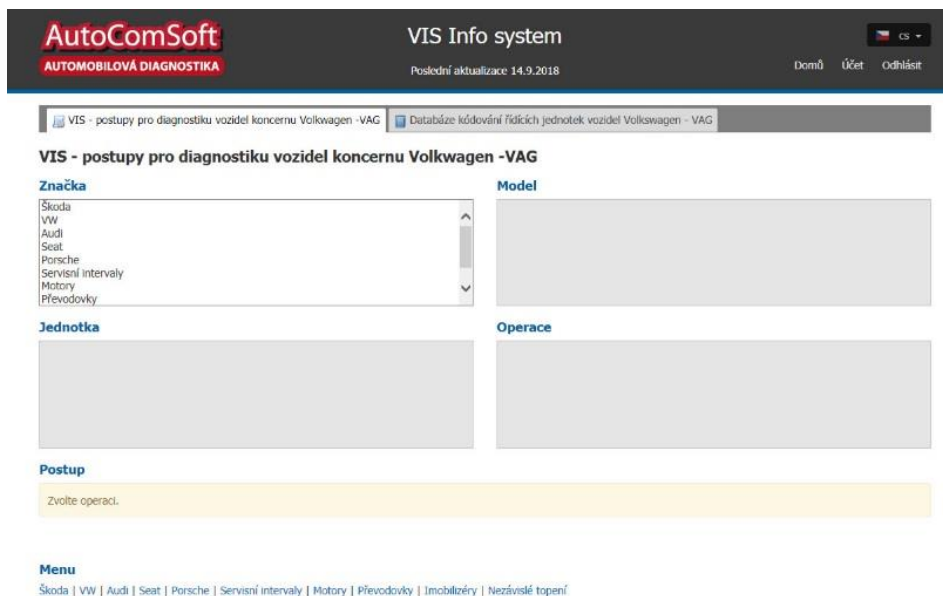 AutoComSoft
AUTOMOBILOVÁ DIAGNOSTIKA
VIS Info system
Poslední aktualizace 14.9.2018
cs
Domů Účet Odhlásit
VIS - postupy pro diagnostiku vozidel koncernu Volkwagen -VAG
Databáze kódování řídících jednotek vozidel Volkswagen - VAG
VIS - postupy pro diagnostiku vozidel koncernu Volkwagen -VAG
Značka
Škoda
VW
Audi
Seat
Porsche
Servisní intervaly
Motory
Převodovky
Model
Jednotka
Operace
Postup
Zvolte operaci.
Menu
Škoda | VW | Audi | Seat | Porsche | Servisní intervaly | Motory | Převodovky | Imobilizéry | Nezávislé topení